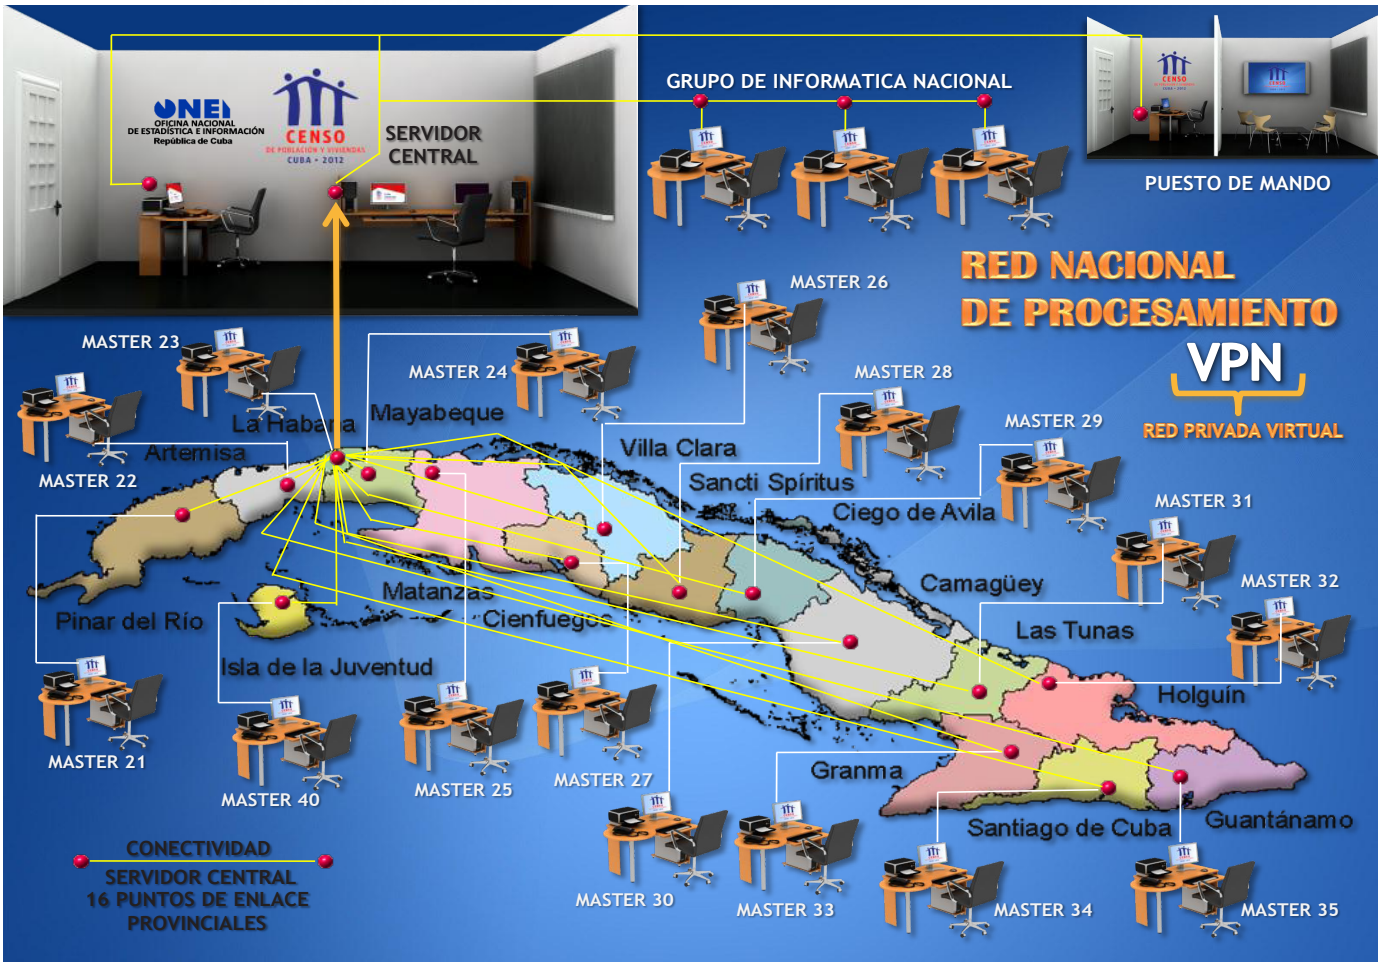 ONEI
OFICINA NACIONAL
DE ESTADÍSTICA E INFORMACIÓN
República de Cuba
CENSO
DE POBLACIÓN Y VIVIENDAS
CUBA • 2012
SERVIDOR
CENTRAL
GRUPO DE INFORMATICA NACIONAL
CENSO
CUBA • 2012
CENSO
PUESTO DE MANDO
RED NACIONAL
DE PROCESAMIENTO
VPN
RED PRIVADA VIRTUAL
MASTER 26
MASTER 23
MASTER 24
MASTER 28
MASTER 29
MASTER 22
MASTER 31
MASTER 32
La Habana
Mayabeque
Artemisa
Villa Clara
Sancti Spíritus
Ciego de Avila
Camagüey
Matanzas
Cienfuegos
Pinar del Río
Las Tunas
Isla de la Juventud
Holguín
Granma
Santiago de Cuba
Guantánamo
MASTER 21
MASTER 40
MASTER 25
MASTER 27
MASTER 30
MASTER 33
MASTER 34
MASTER 35
CONECTIVIDAD
SERVIDOR CENTRAL
16 PUNTOS DE ENLACE
PROVINCIALES